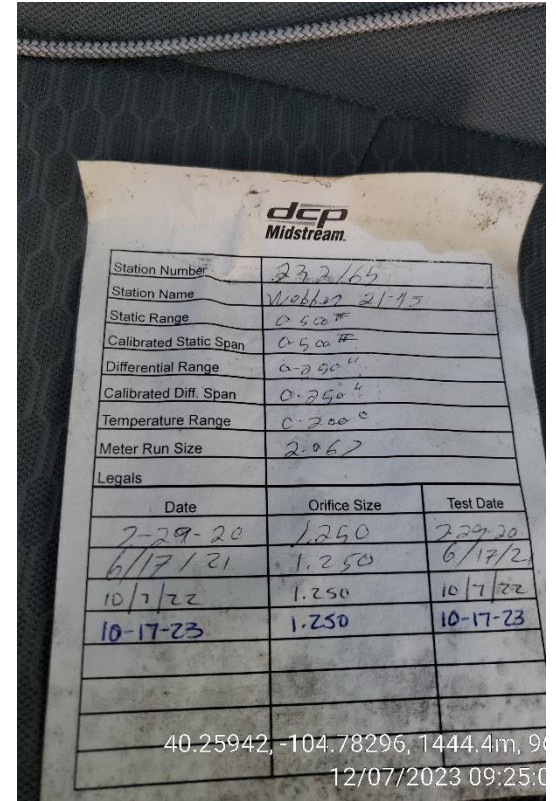 dcp
Midstream.
Station Number 232165
Station Name 21-43
Static Range 0-500#
Calibrated Static Span 0-500#
Differential Range 0-250"
Calibrated Diff. Span 0-250"
Temperature Range 0-200°
Meter Run Size 2.067
Legals
Date Orifice Size Test Date
7-29-20 1.250 7-29-20
6/17/21 1.250 6/17/2
10/7/22 1.250 10/7/22
10-17-23 1.250 10-17-23
40.25942, -104.78296, 1444.4m, 96
12/07/2023 09:25:0